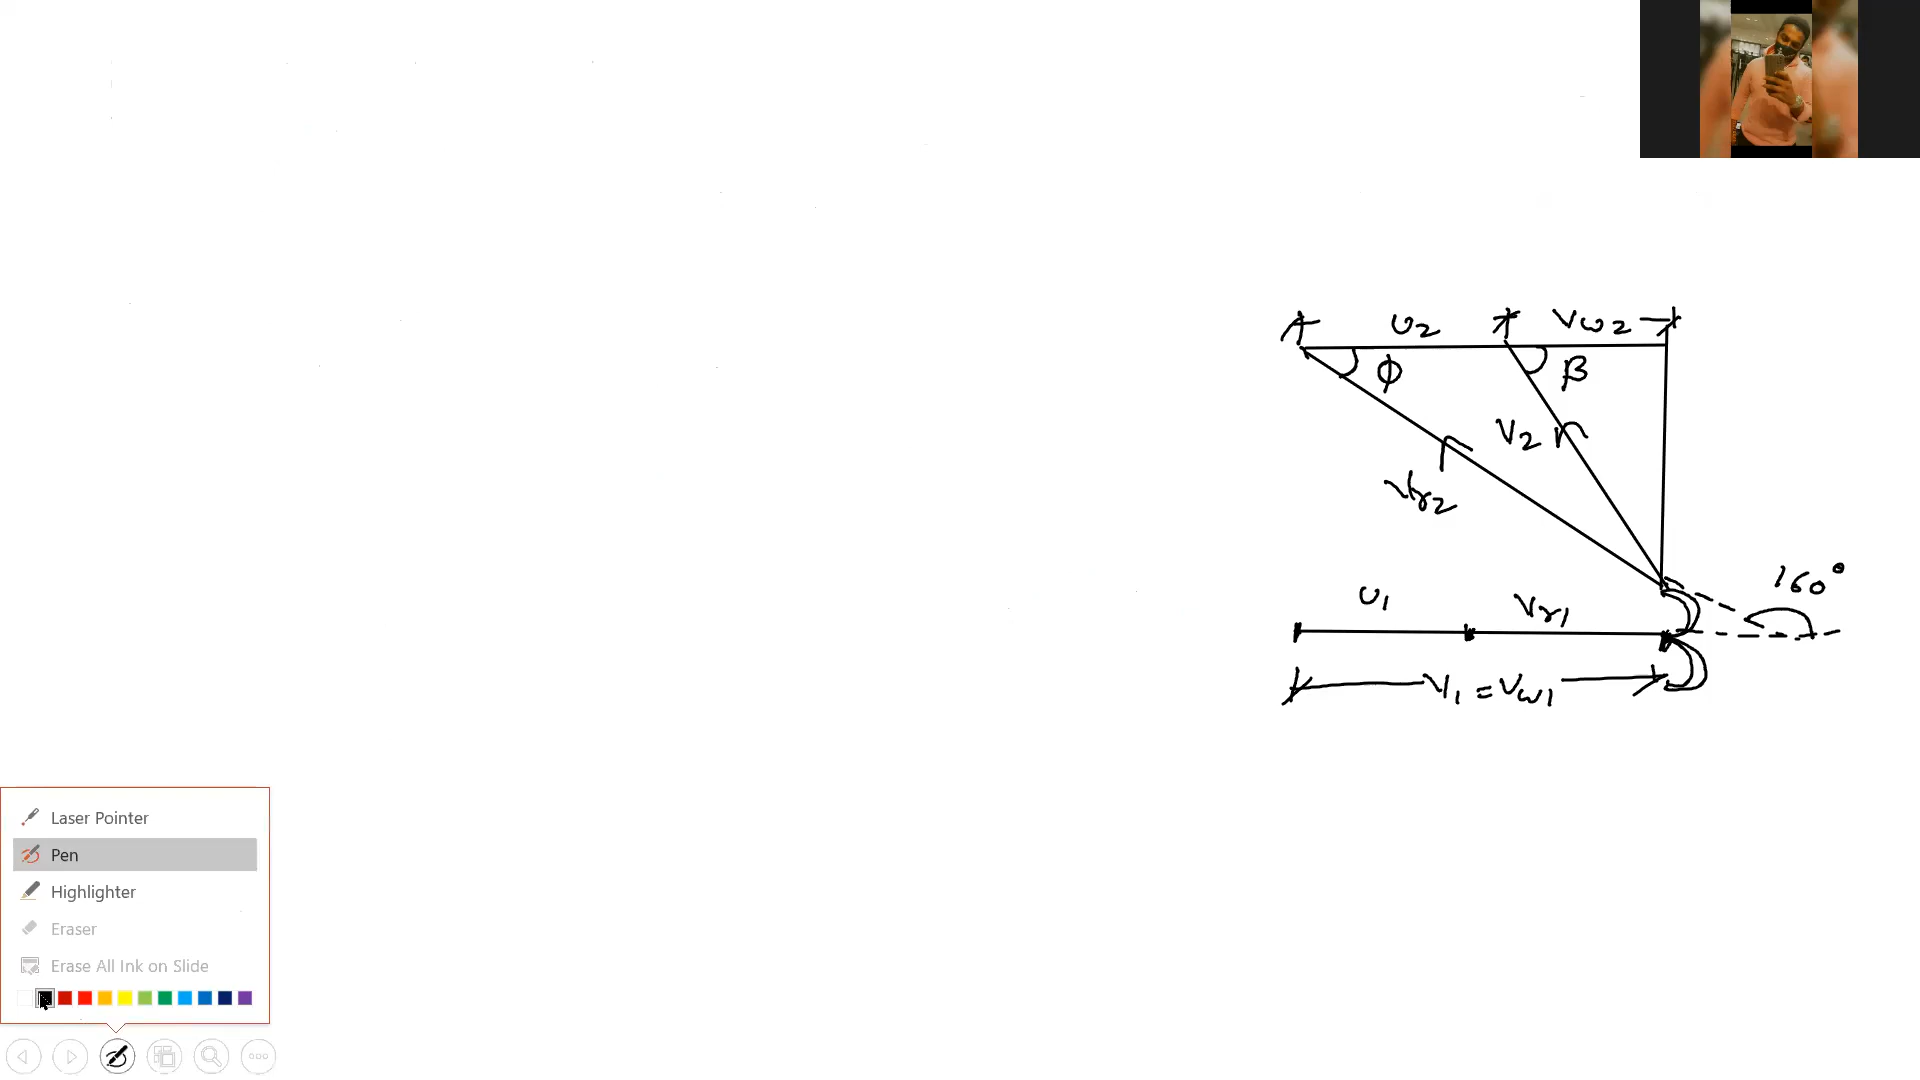 u2 Vw2
ϕ β
V2
Vr2
160°
u1 Vr1
V1 = Vw1
Laser Pointer
Pen
Highlighter
Eraser
Erase All Ink on Slide